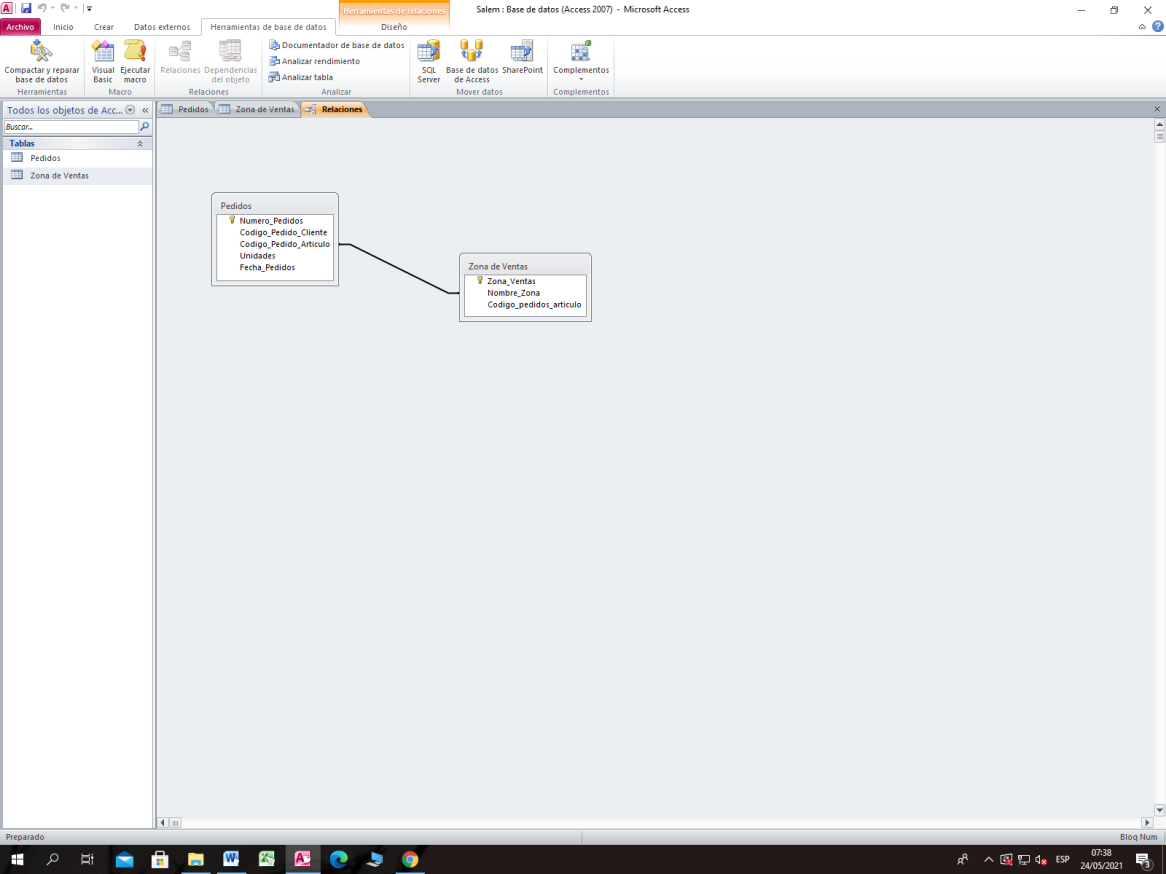 Salem : Base de datos (Access 2007) - Microsoft Access
Herramientas de relaciones
Archivo Inicio Crear Datos externos Herramientas de base de datos Diseño
Compactar y reparar base de datos
Visual Basic
Ejecutar macro
Relaciones
Dependencias del objeto
Documentador de base de datos
Analizar rendimiento
Analizar tabla
SQL Server
Base de datos de Access
SharePoint
Complementos
Herramientas Macro Relaciones Analizar Mover datos Complementos
Todos los objetos de Acc...
Buscar...
Tablas
Pedidos
Zona de Ventas
Pedidos Zona de Ventas Relaciones
Pedidos
Numero_Pedidos
Codigo_Pedido_Cliente
Codigo_Pedido_Articulo
Unidades
Fecha_Pedidos
Zona de Ventas
Zona_Ventas
Nombre_Zona
Codigo_pedidos_articulo
Preparado
Bloq Num
ESP
07:38
24/05/2021
3